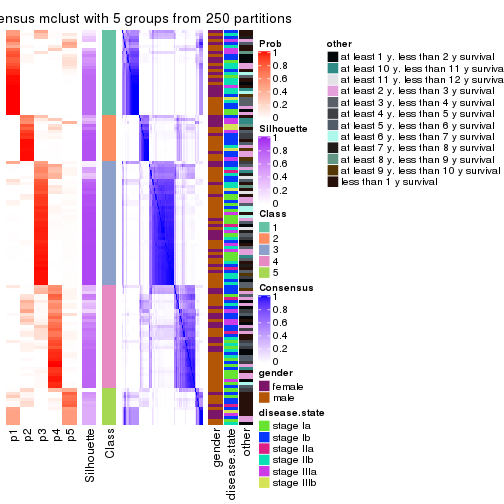 ensus mclust with 5 groups from 250 partitions
Prob
1
0.8
0.6
0.4
0.2
0
Silhouette
1
0.8
0.6
0.4
0.2
0
Class
1
2
3
4
5
Consensus
1
0.8
0.6
0.4
0.2
0
gender
female
male
disease.state
stage Ia
stage Ib
stage IIa
stage IIb
stage IIIa
stage IIIb
other
at least 1 y. less than 2 y survival
at least 10 y. less than 11 y surviva
at least 11 y. less than 12 y surviva
at least 2 y. less than 3 y survival
at least 3 y. less than 4 y survival
at least 4 y. less than 5 y survival
at least 5 y. less than 6 y survival
at least 6 y. less than 7 y survival
at least 7 y. less than 8 y survival
at least 8 y. less than 9 y survival
at least 9 y. less than 10 y survival
less than 1 y survival
p1
p2
p3
p4
p5
Silhouette
Class
gender
disease.state
other